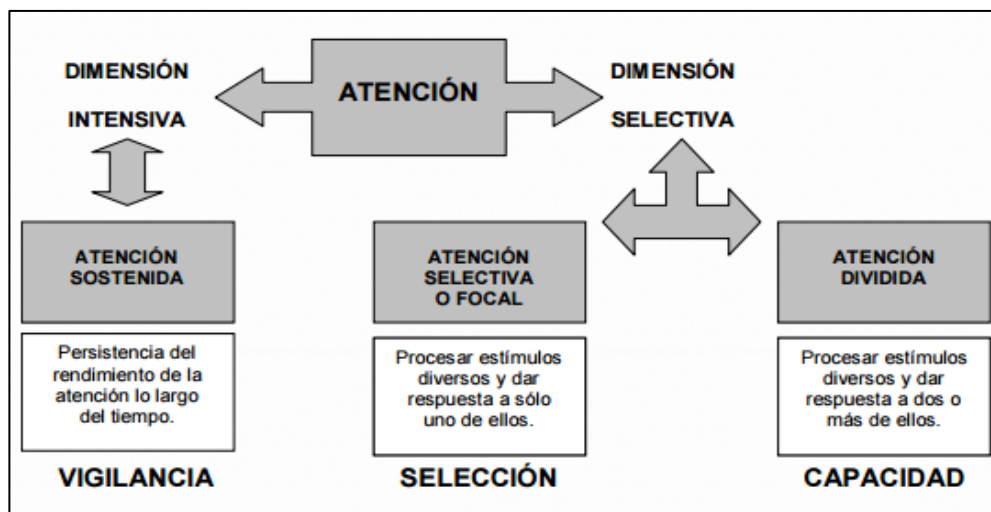 DIMENSIÓN
INTENSIVA
ATENCIÓN
DIMENSIÓN
SELECTIVA
ATENCIÓN
SOSTENIDA
Persistencia del
rendimiento de la
atención lo largo
del tiempo.
VIGILANCIA
ATENCIÓN
SELECTIVA
O FOCAL
Procesar estímulos
diversos y dar
respuesta a sólo
uno de ellos.
SELECCIÓN
ATENCIÓN
DIVIDIDA
Procesar estímulos
diversos y dar
respuesta a dos o
más de ellos.
CAPACIDAD